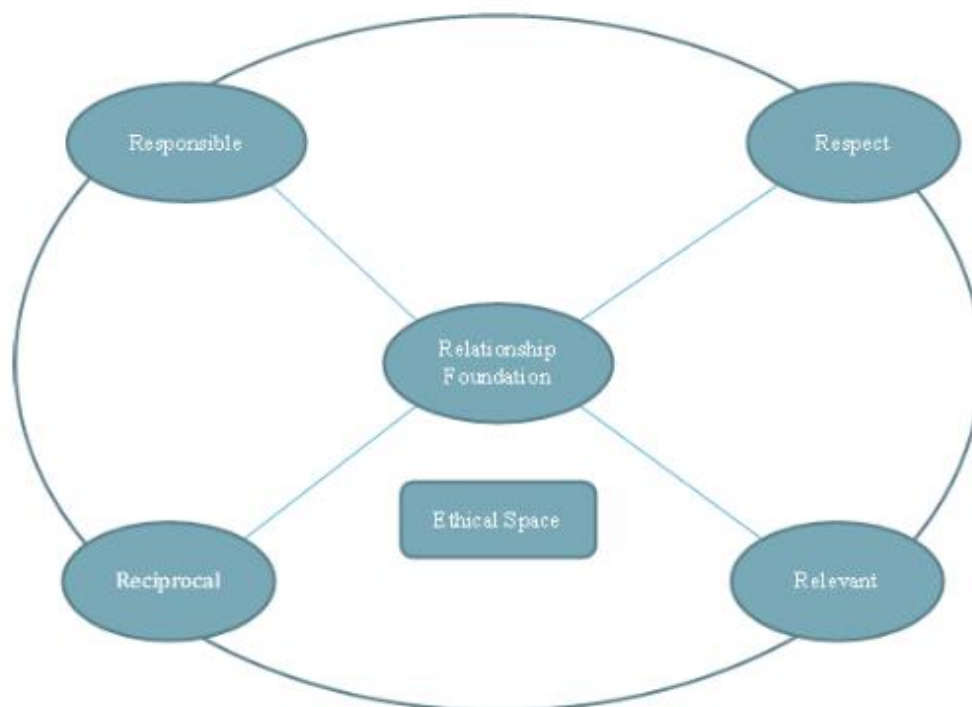 Responsible
Respect
Relationship
Foundation
Ethical Space
Reciprocal
Relevant